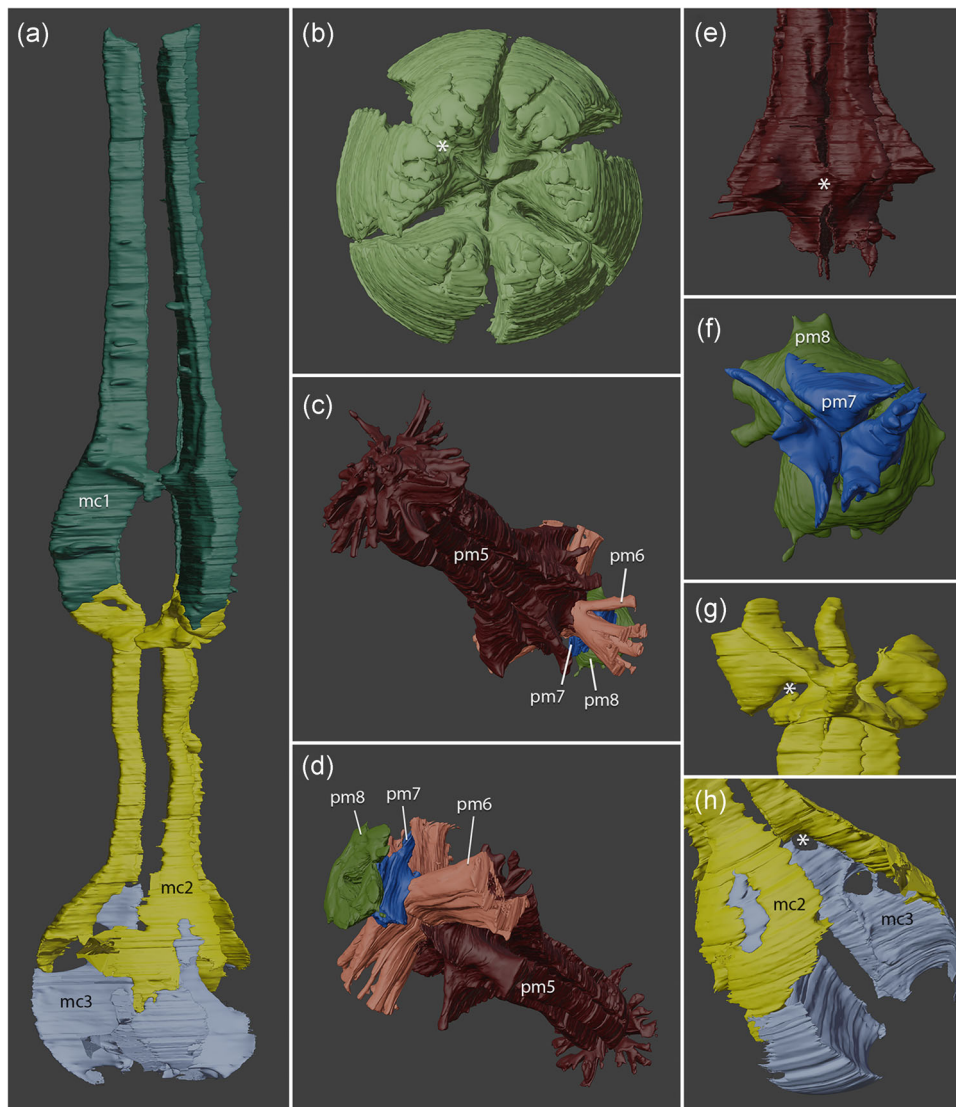 (a)
mc1
mc2
mc3
(b)
*
(c)
pm5
pm6
pm7
pm8
(d)
pm8
pm7
pm6
pm5
(e)
*
(f)
pm8
pm7
(g)
*
(h)
*
mc2
mc3